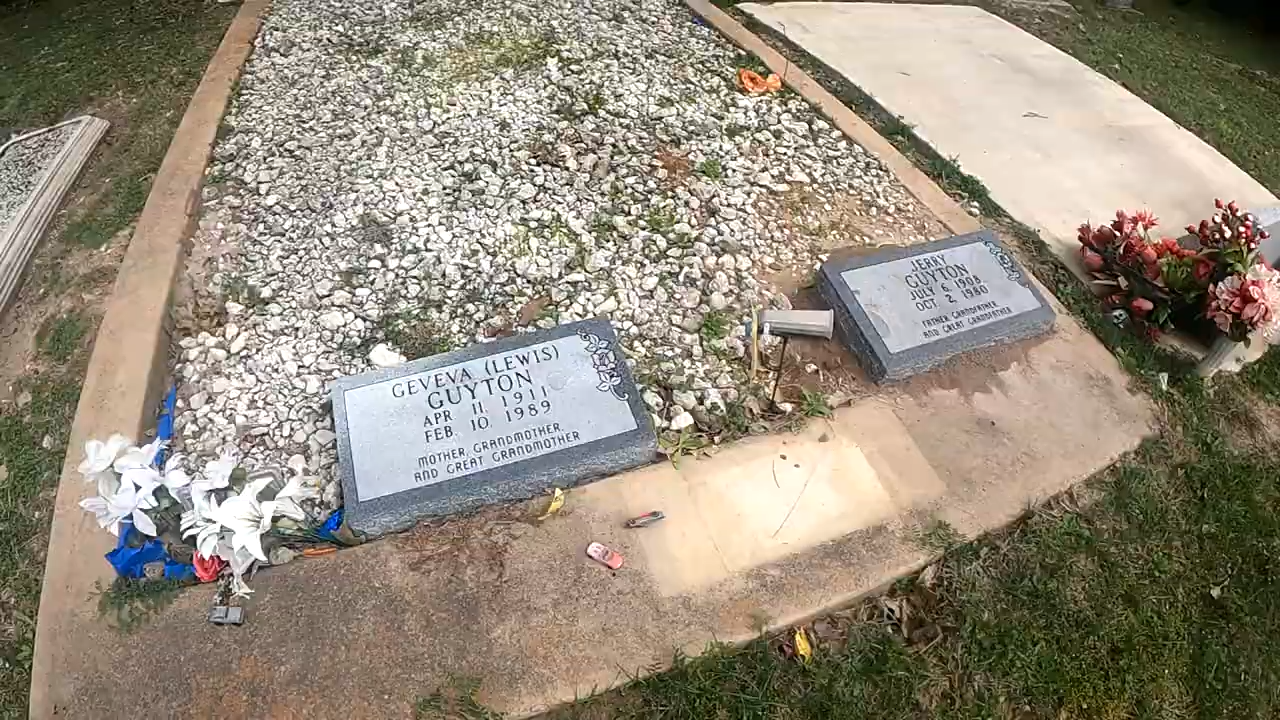 GEVEVA (LEWIS)
GUYTON
APR 11, 1911
FEB. 10, 1989
MOTHER, GRANDMOTHER,
AND GREAT GRANDMOTHER
JERRY
GUYTON
JULY 6, 1908
OCT. 2, 1980
FATHER, GRANDFATHER
AND GREAT GRANDFATHER